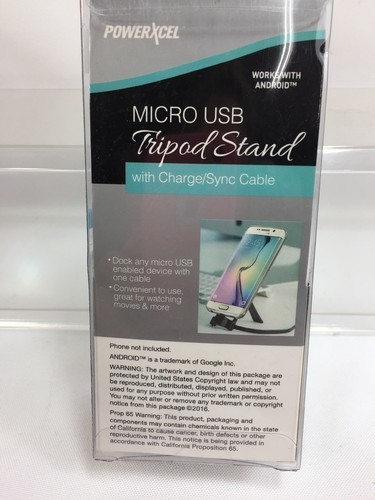 POWERXCEL
WORKS WITH
ANDROID™
MICRO USB
Tripod Stand
with Charge/Sync Cable
• Dock any micro USB
enabled device with
one cable
• Convenient to use,
great for watching
movies & more
Phone not included.
ANDROID™ is a trademark of Google Inc.
WARNING: The artwork and design of this package are
protected by United States Copyright law and may not
be reproduced, distributed, displayed, published, or
used for any purpose without prior written permission.
You may not alter or remove any trademark or copyright
notice from this package ©2016.
Prop 65 Warning: This product, packaging and
components may contain chemicals known in the state
of California to cause cancer, birth defects or other
reproductive harm. This notice is being provided in
accordance with California Proposition 65.